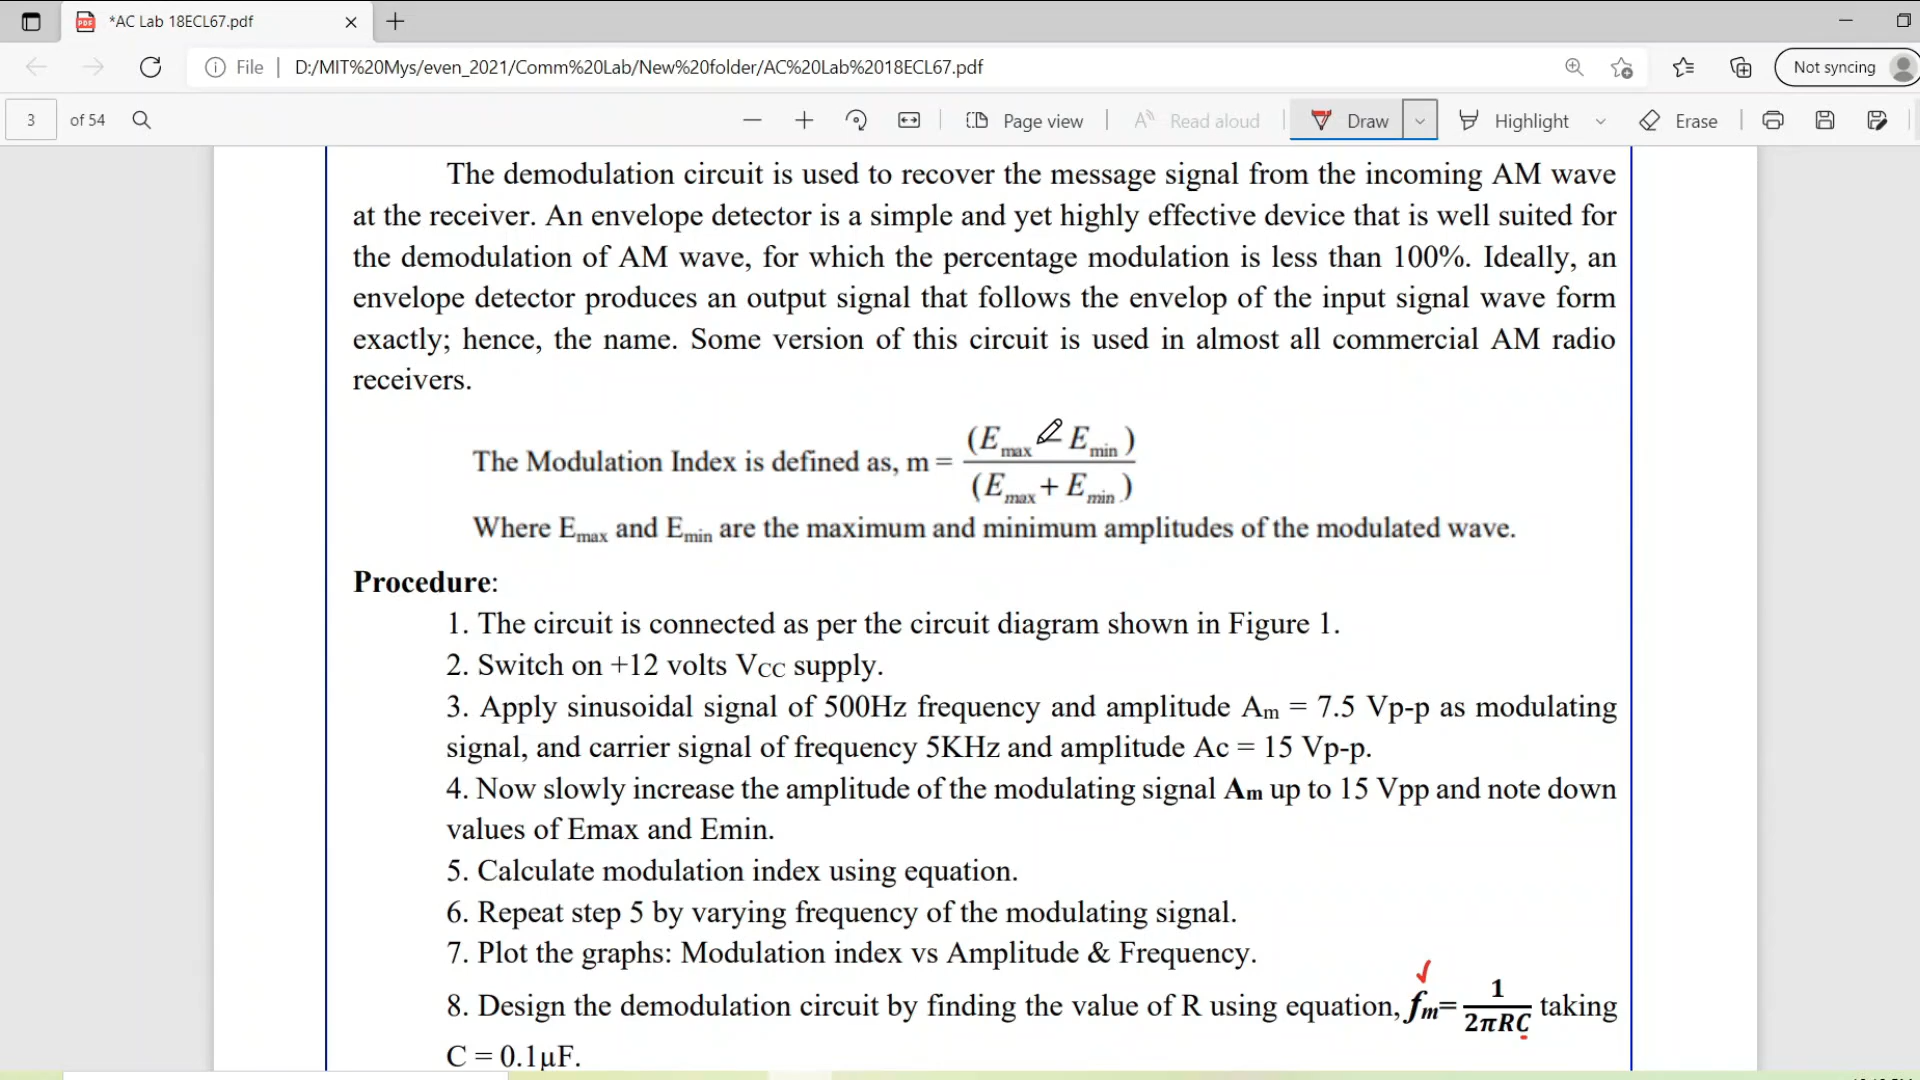 *AC Lab 18ECL67.pdf
File | D:/MIT%20Mys/even_2021/Comm%20Lab/New%20folder/AC%20Lab%2018ECL67.pdf
Not syncing
3 of 54
Page view
Read aloud
Draw
Highlight
Erase
The demodulation circuit is used to recover the message signal from the incoming AM wave
at the receiver. An envelope detector is a simple and yet highly effective device that is well suited for
the demodulation of AM wave, for which the percentage modulation is less than 100%. Ideally, an
envelope detector produces an output signal that follows the envelop of the input signal wave form
exactly; hence, the name. Some version of this circuit is used in almost all commercial AM radio
receivers.
The Modulation Index is defined as, m = (Emax - Emin) / (Emax + Emin)
Where Emax and Emin are the maximum and minimum amplitudes of the modulated wave.
Procedure:
1. The circuit is connected as per the circuit diagram shown in Figure 1.
2. Switch on +12 volts VCC supply.
3. Apply sinusoidal signal of 500Hz frequency and amplitude Am = 7.5 Vp-p as modulating
signal, and carrier signal of frequency 5KHz and amplitude Ac = 15 Vp-p.
4. Now slowly increase the amplitude of the modulating signal Am up to 15 Vpp and note down
values of Emax and Emin.
5. Calculate modulation index using equation.
6. Repeat step 5 by varying frequency of the modulating signal.
7. Plot the graphs: Modulation index vs Amplitude & Frequency.
8. Design the demodulation circuit by finding the value of R using equation, fm= 1/2πRC taking
C = 0.1µF.